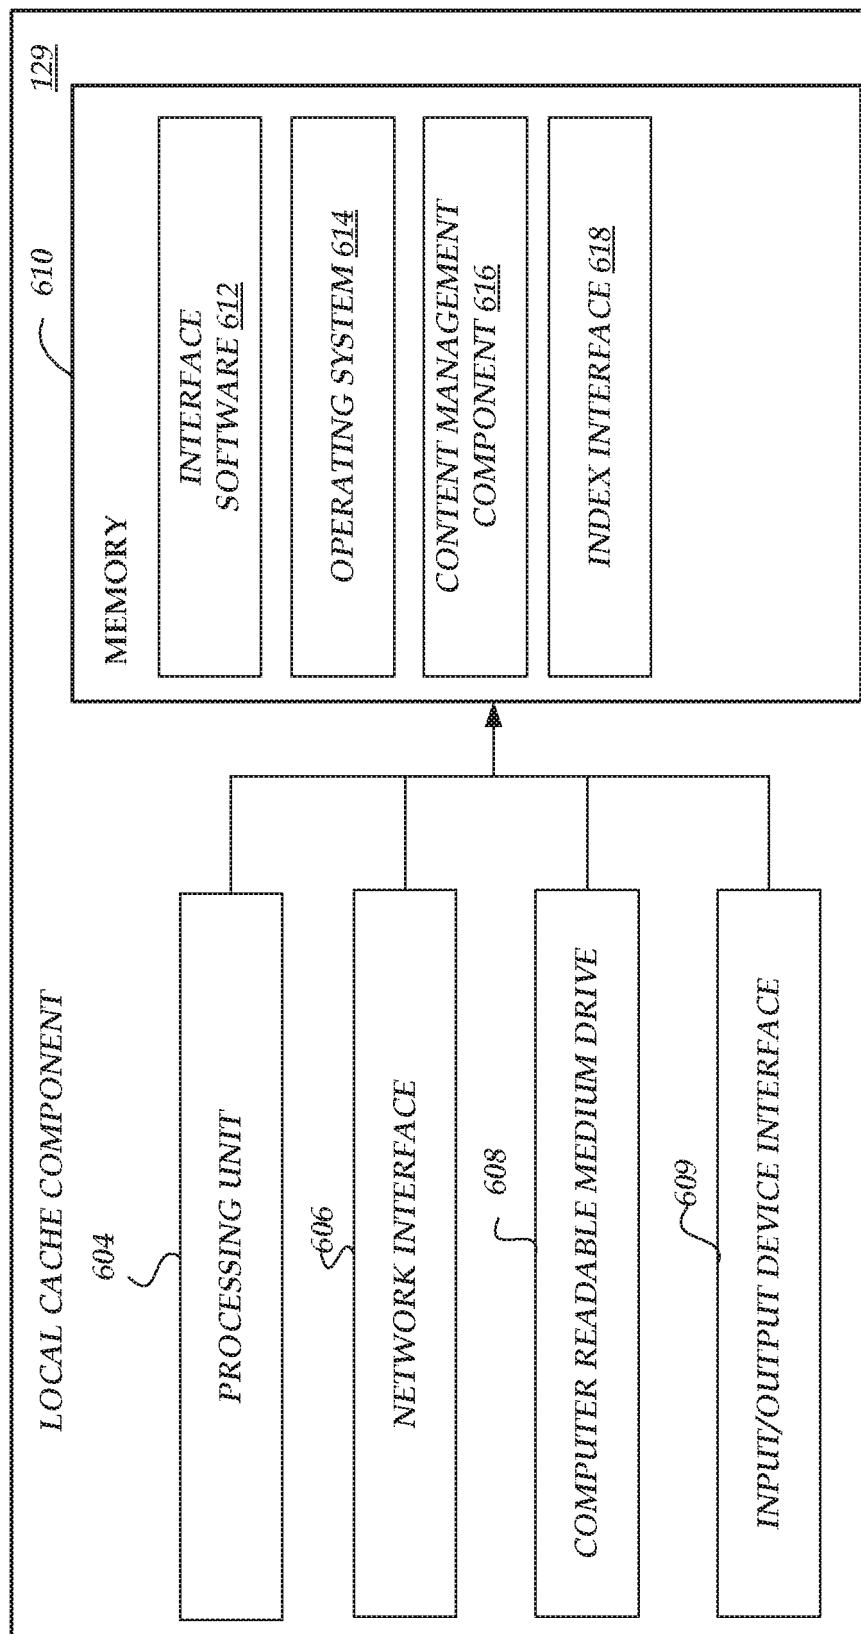 LOCAL CACHE COMPONENT
129
604
PROCESSING UNIT
606
NETWORK INTERFACE
608
COMPUTER READABLE MEDIUM DRIVE
609
INPUT/OUTPUT DEVICE INTERFACE
610
MEMORY
INTERFACE
SOFTWARE 612
OPERATING SYSTEM 614
CONTENT MANAGEMENT
COMPONENT 616
INDEX INTERFACE 618